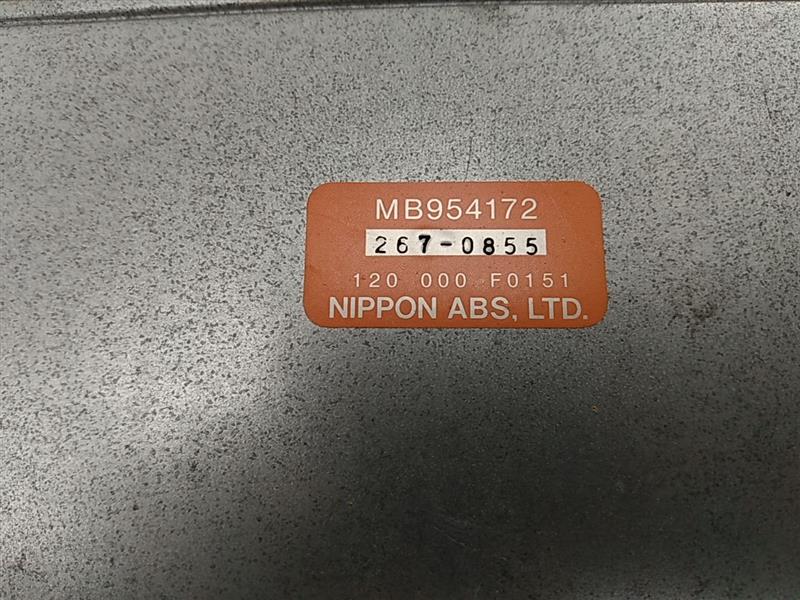 MB954172
267-0855
120 000 F0151
NIPPON ABS, LTD.